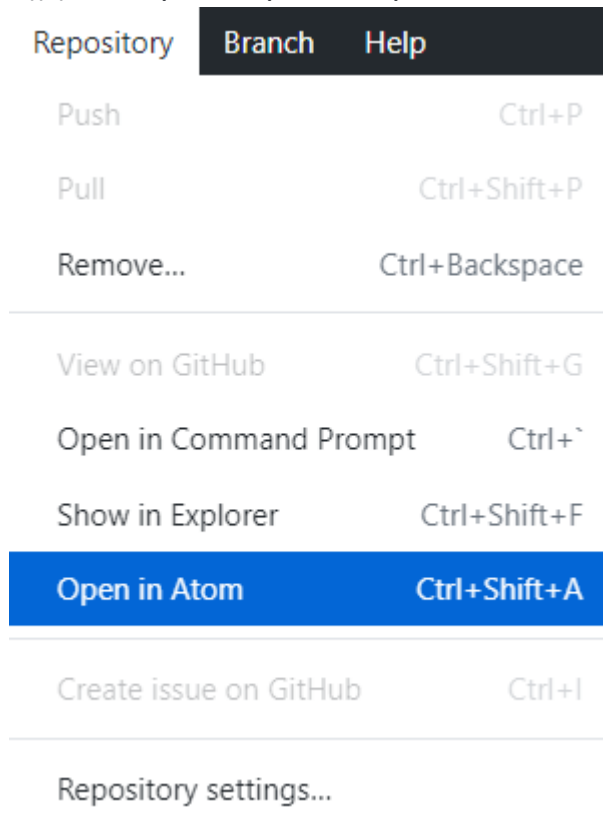 Repository Branch Help
Push Ctrl+P
Pull Ctrl+Shift+P
Remove... Ctrl+Backspace
View on GitHub Ctrl+Shift+G
Open in Command Prompt Ctrl+`
Show in Explorer Ctrl+Shift+F
Open in Atom Ctrl+Shift+A
Create issue on GitHub Ctrl+I
Repository settings...